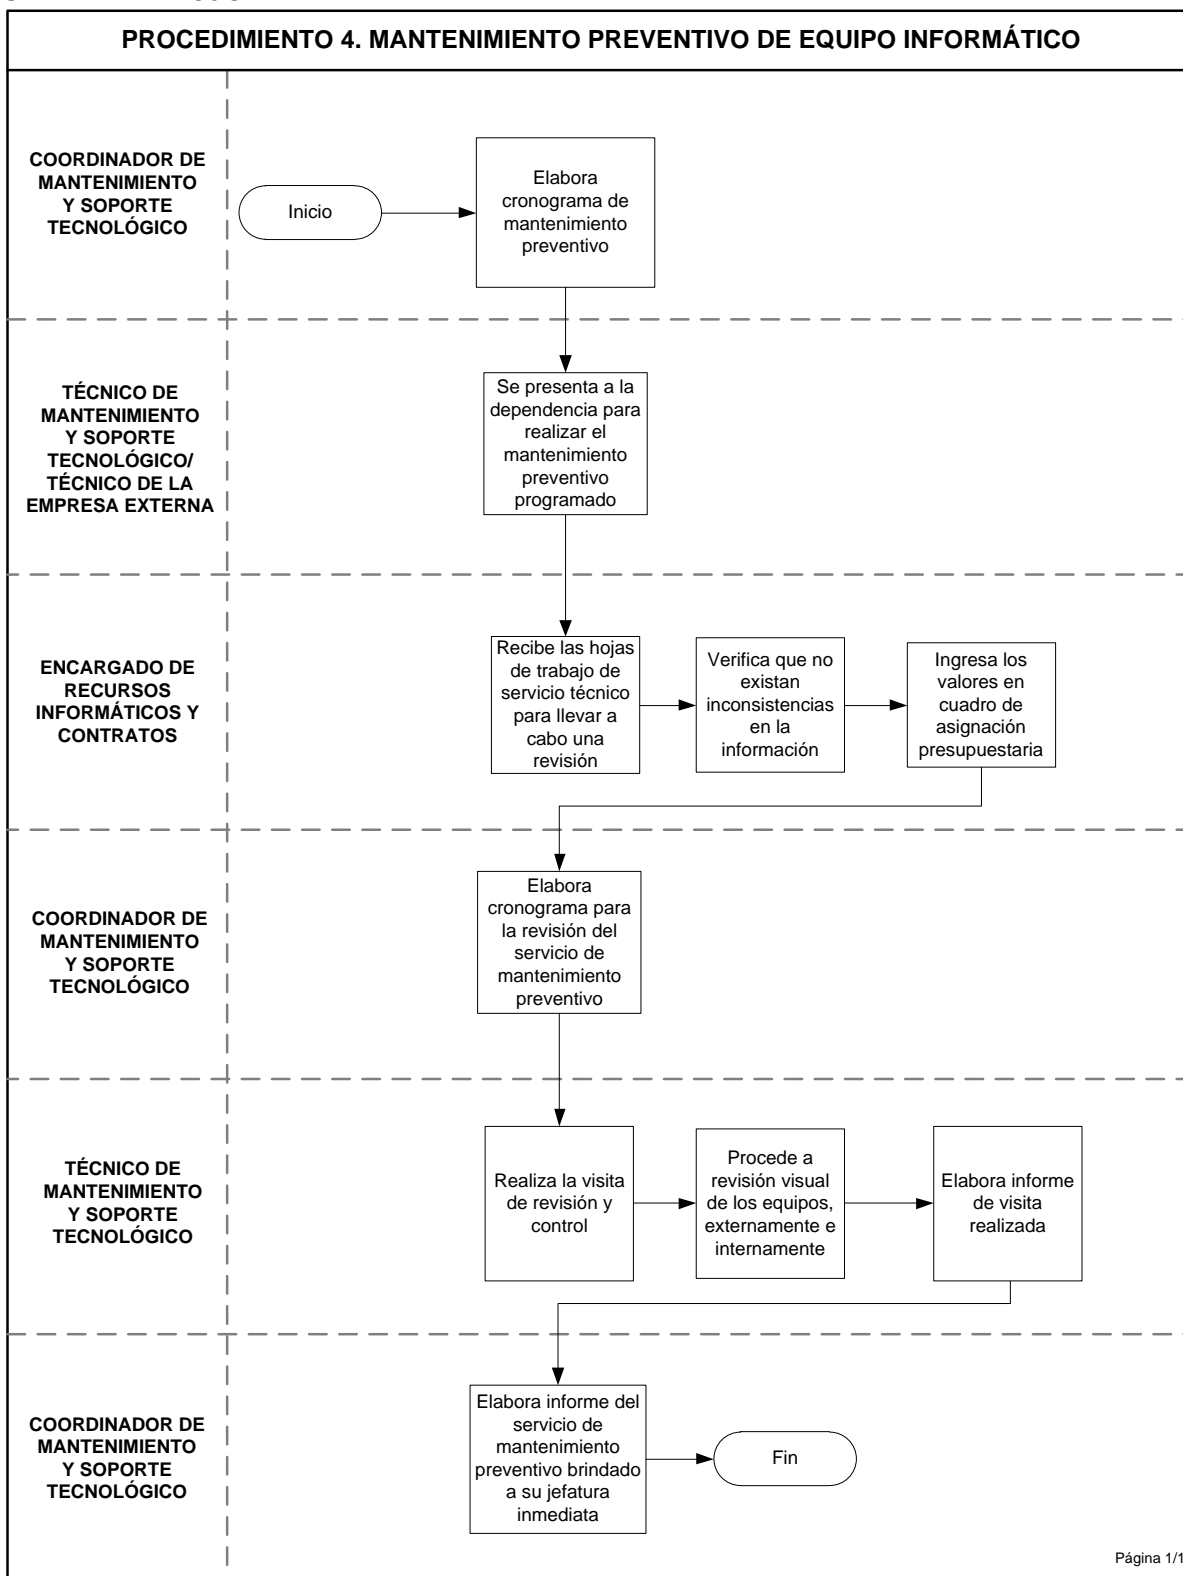 PROCEDIMIENTO 4. MANTENIMIENTO PREVENTIVO DE EQUIPO INFORMÁTICO
COORDINADOR DE
MANTENIMIENTO
Y SOPORTE
TECNOLÓGICO
Inicio
Elabora
cronograma de
mantenimiento
preventivo
TÉCNICO DE
MANTENIMIENTO
Y SOPORTE
TECNOLÓGICO/
TÉCNICO DE LA
EMPRESA EXTERNA
Se presenta a la
dependencia para
realizar el
mantenimiento
preventivo
programado
ENCARGADO DE
RECURSOS
INFORMÁTICOS Y
CONTRATOS
Recibe las hojas
de trabajo de
servicio técnico
para llevar a
cabo una
revisión
Verifica que no
existan
inconsistencias
en la
información
Ingresa los
valores en
cuadro de
asignación
presupuestaria
COORDINADOR DE
MANTENIMIENTO
Y SOPORTE
TECNOLÓGICO
Elabora
cronograma para
la revisión del
servicio de
mantenimiento
preventivo
TÉCNICO DE
MANTENIMIENTO
Y SOPORTE
TECNOLÓGICO
Realiza la visita
de revisión y
control
Procede a
revisión visual
de los equipos,
externamente e
internamente
Elabora informe
de visita
realizada
COORDINADOR DE
MANTENIMIENTO
Y SOPORTE
TECNOLÓGICO
Elabora informe del
servicio de
mantenimiento
preventivo brindado
a su jefatura
inmediata
Fin
Página 1/1